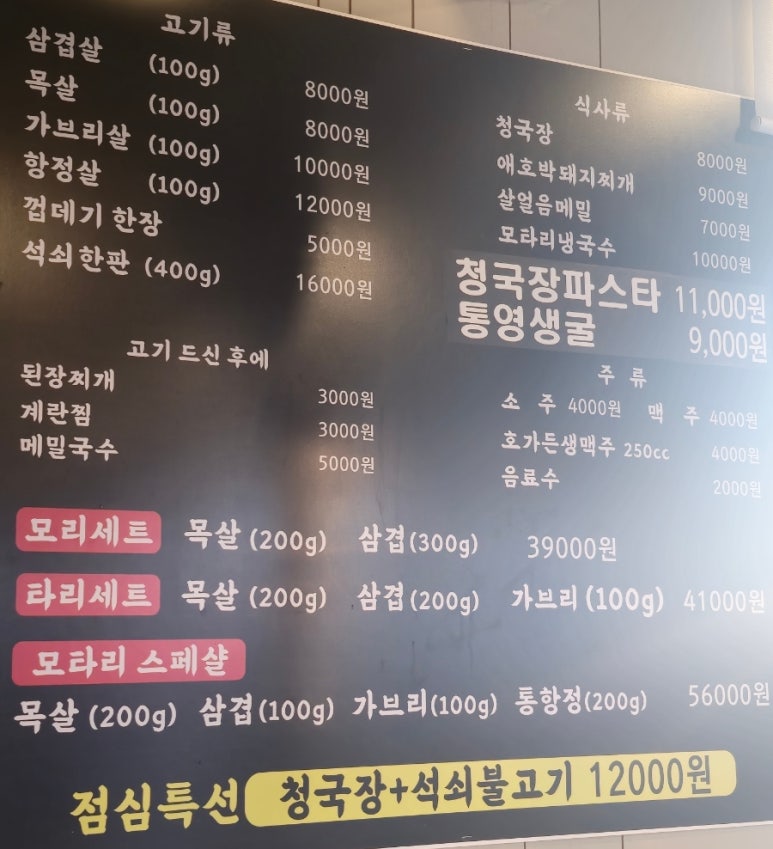 고기류
삼겹살 (100g) 8000원
목살 (100g) 8000원
가브리살 (100g) 10000원
항정살 (100g) 12000원
껍데기 한장 5000원
석쇠한판 (400g) 16000원
고기 드신 후에
된장찌개 3000원
계란찜 3000원
메밀국수 5000원
식사류
청국장 8000원
애호박돼지찌개 9000원
살얼음메밀 7000원
모타리냉국수 10000원
청국장파스타 11,000원
통영생굴 9,000원
주 류
소 주 4000원 맥 주 4000원
호가든생맥주 250cc 4000원
음료수 2000원
모리세트 목살 (200g) 삼겹(300g) 39000원
타리세트 목살 (200g) 삼겹(200g) 가브리 (100g) 41000원
모타리 스페샬
목살 (200g) 삼겹(100g) 가브리(100g) 통항정(200g) 56000원
점심특선 청국장+석쇠불고기 12000원